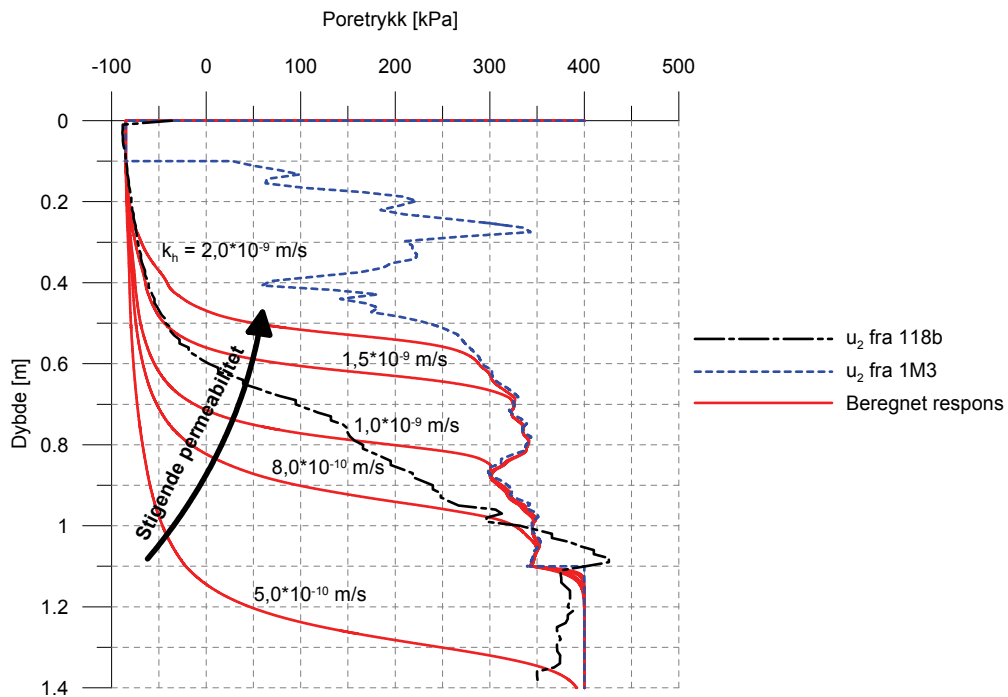 Poretrykk [kPa]
-100 0 100 200 300 400 500
0
0.2
0.4
0.6
0.8
1
1.2
1.4
Dybde [m]
k_h = 2,0*10⁻⁹ m/s
1,5*10⁻⁹ m/s
1,0*10⁻⁹ m/s
8,0*10⁻¹⁰ m/s
5,0*10⁻¹⁰ m/s
Stigende permeabilitet
u₂ fra 118b
u₂ fra 1M3
Beregnet respons